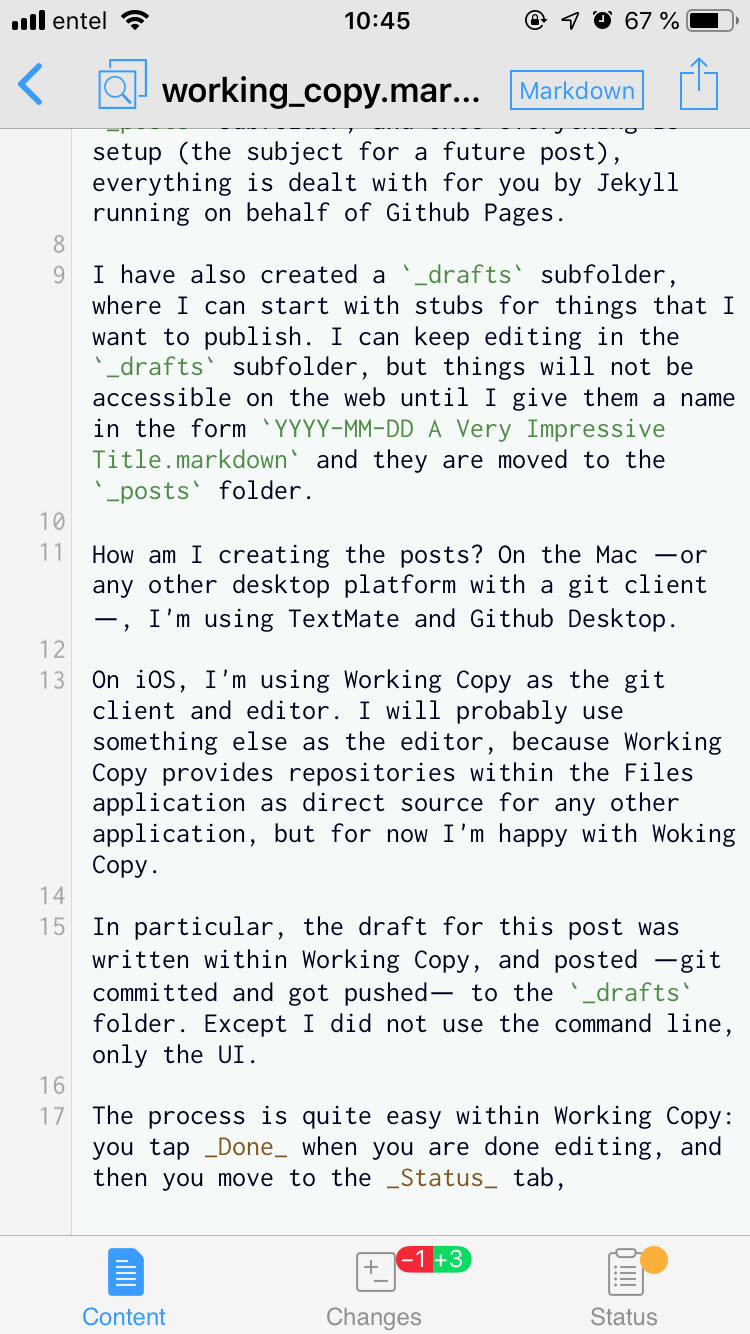 entel 10:45 67 %
working_copy.mar... Markdown
setup (the subject for a future post),
everything is dealt with for you by Jekyll
running on behalf of Github Pages.
8
9 I have also created a `_drafts` subfolder,
where I can start with stubs for things that I
want to publish. I can keep editing in the
`_drafts` subfolder, but things will not be
accessible on the web until I give them a name
in the form `YYYY-MM-DD A Very Impressive
Title.markdown` and they are moved to the
`_posts` folder.
10
11 How am I creating the posts? On the Mac —or
any other desktop platform with a git client
—, I'm using TextMate and Github Desktop.
12
13 On iOS, I'm using Working Copy as the git
client and editor. I will probably use
something else as the editor, because Working
Copy provides repositories within the Files
application as direct source for any other
application, but for now I'm happy with Woking
Copy.
14
15 In particular, the draft for this post was
written within Working Copy, and posted —git
committed and got pushed— to the `_drafts`
folder. Except I did not use the command line,
only the UI.
16
17 The process is quite easy within Working Copy:
you tap _Done_ when you are done editing, and
then you move to the _Status_ tab,
−1 +3
Content Changes Status